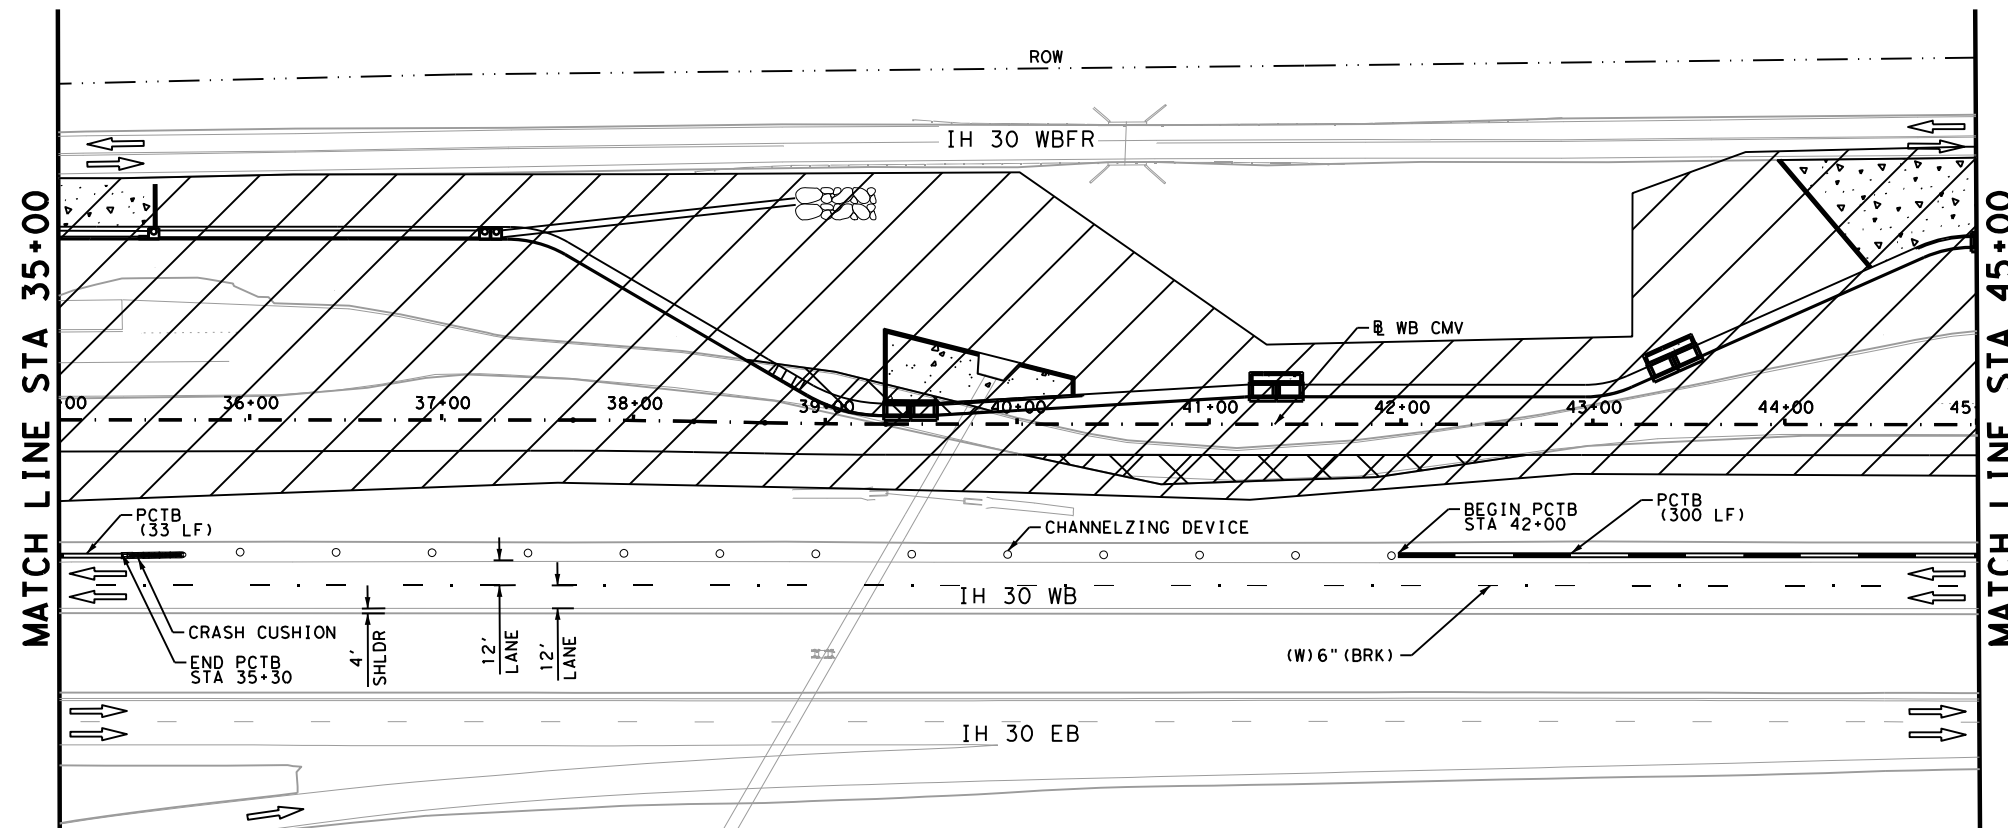 ROW
IH 30 WBFR
MATCH LINE STA 35+00
MATCH LINE STA 45+00
BL WB CMV
00
36+00
37+00
38+00
39+00
40+00
41+00
42+00
43+00
44+00
45
PCTB
(33 LF)
CHANNELZING DEVICE
BEGIN PCTB
STA 42+00
PCTB
(300 LF)
IH 30 WB
CRASH CUSHION
END PCTB
STA 35+30
4'
SHLDR
12'
LANE
12'
LANE
(W)6"(BRK)
IH 30 EB